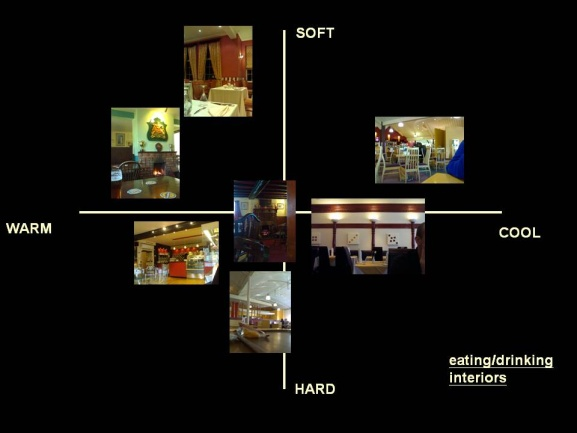 SOFT
WARM
COOL
eating/drinking
interiors
HARD